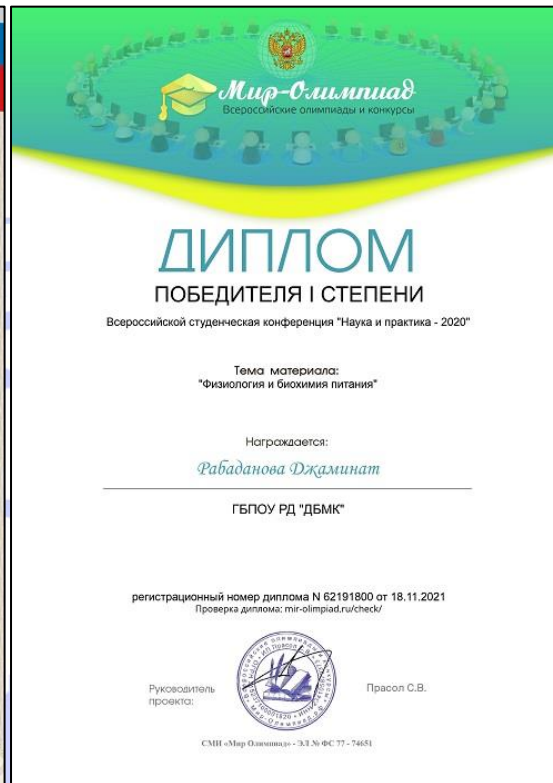 Мир-Олимпиад
Всероссийские олимпиады и конкурсы
ДИПЛОМ
ПОБЕДИТЕЛЯ I СТЕПЕНИ
Всероссийской студенческая конференция "Наука и практика - 2020"
Тема материала:
"Физиология и биохимия питания"
Награждается:
Рабаданова Джаминат
ГБПОУ РД "ДБМК"
регистрационный номер диплома N 62191800 от 18.11.2021
Проверка диплома: mir-olimpiad.ru/check/
Руководитель
проекта:
Прасол С.В.
СМИ «Мир Олимпиад» - ЭЛ № ФС 77 - 74651